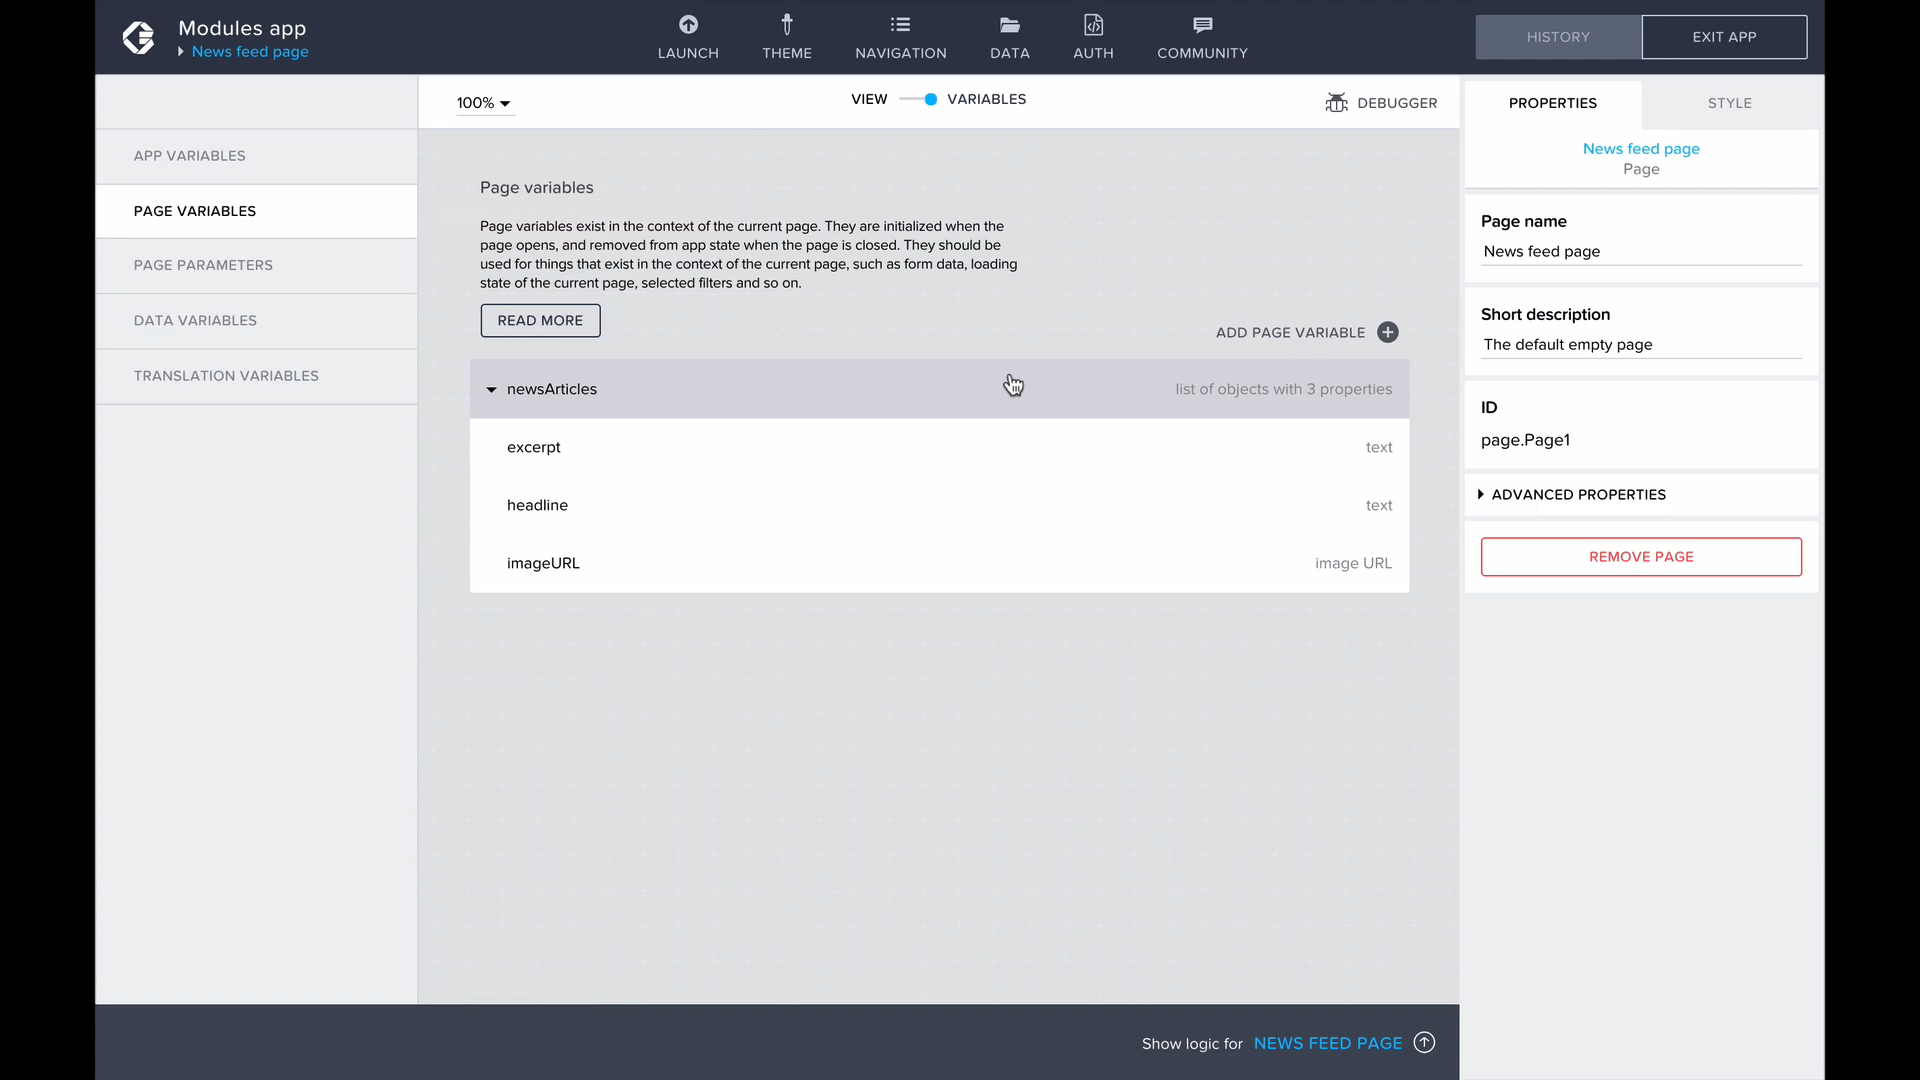 Modules app
News feed page
LAUNCH
THEME
NAVIGATION
DATA
AUTH
COMMUNITY
HISTORY
EXIT APP
100%
VIEW
VARIABLES
DEBUGGER
APP VARIABLES
PAGE VARIABLES
PAGE PARAMETERS
DATA VARIABLES
TRANSLATION VARIABLES
Page variables
Page variables exist in the context of the current page. They are initialized when the
page opens, and removed from app state when the page is closed. They should be
used for things that exist in the context of the current page, such as form data, loading
state of the current page, selected filters and so on.
READ MORE
ADD PAGE VARIABLE
newsArticles
list of objects with 3 properties
excerpt
text
headline
text
imageURL
image URL
Show logic for NEWS FEED PAGE
PROPERTIES
STYLE
News feed page
Page
Page name
News feed page
Short description
The default empty page
ID
page.Page1
ADVANCED PROPERTIES
REMOVE PAGE